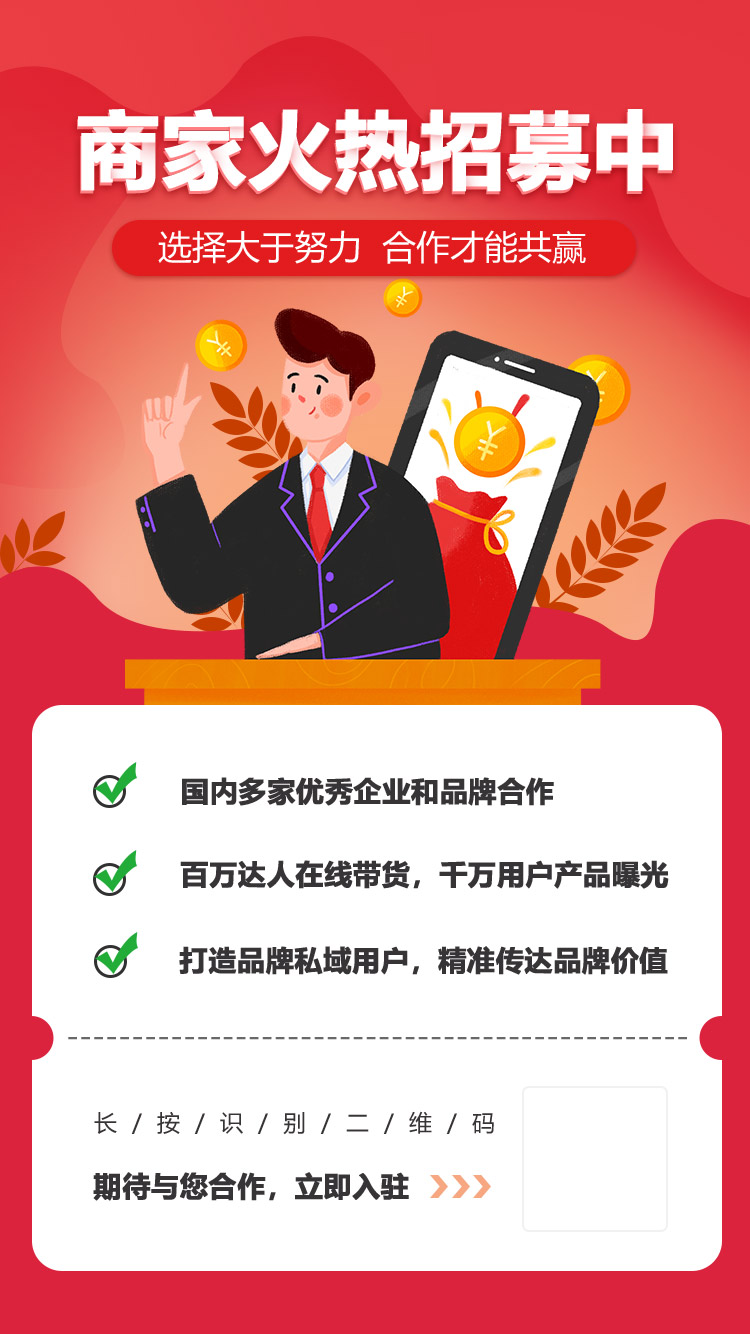 商家火热招募中
选择大于努力 合作才能共赢
国内多家优秀企业和品牌合作
百万达人在线带货，千万用户产品曝光
打造品牌私域用户，精准传达品牌价值
长 / 按 / 识 / 别 / 二 / 维 / 码
期待与您合作，立即入驻